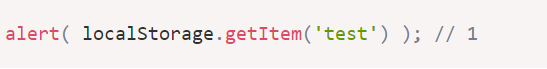 alert( localStorage.getItem('test') ); // 1